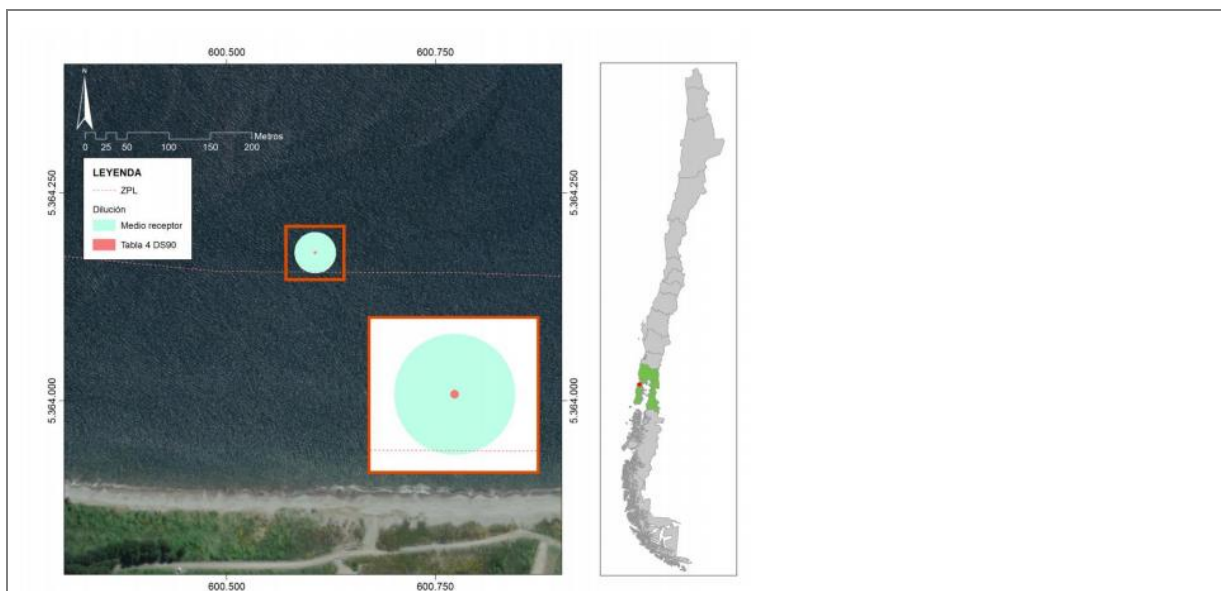 600.500 600.750
N
Metros
0 25 50 100 150 200
LEYENDA
ZPL
Dilución
Medio receptor
Tabla 4 DS90
5.364.250 5.364.250
5.364.000 5.364.000
600.500 600.750